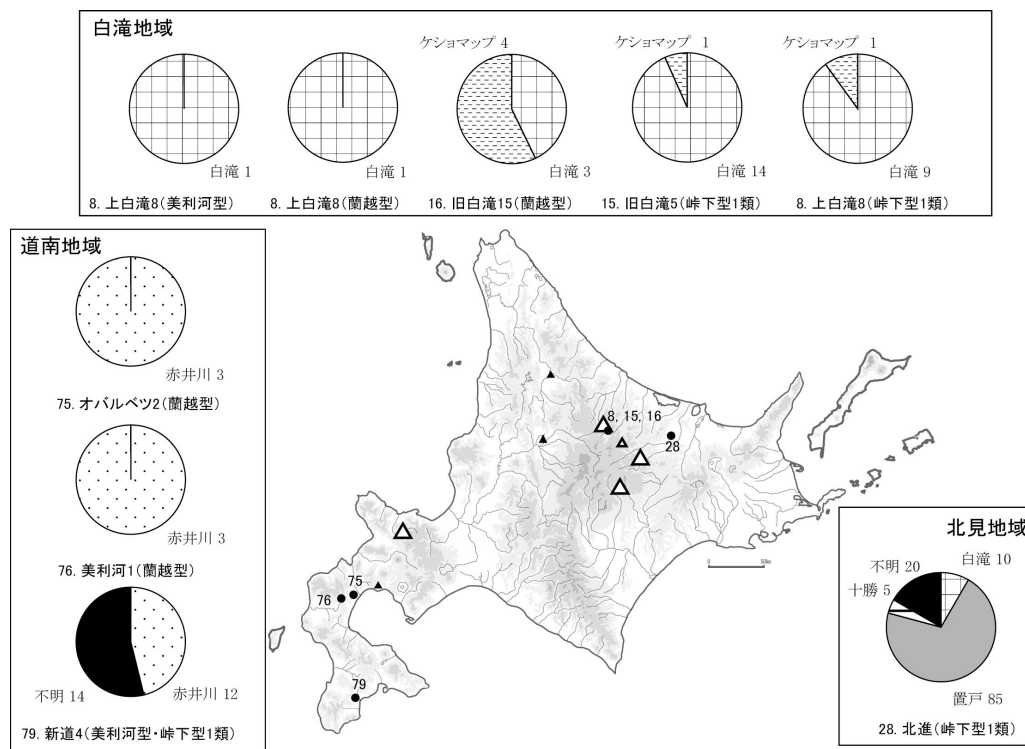 白滝地域
ケショマップ 4
ケショマップ 1
ケショマップ 1
白滝 1
白滝 1
白滝 3
白滝 14
白滝 9
8. 上白滝8(美利河型)
8. 上白滝8(蘭越型)
16. 旧白滝15(蘭越型)
15. 旧白滝5(峠下型1類)
8. 上白滝8(峠下型1類)
道南地域
赤井川 3
75. オバルベツ2(蘭越型)
赤井川 3
76. 美利河1(蘭越型)
不明 14
赤井川 12
79. 新道4(美利河型・峠下型1類)
8, 15, 16
28
75
76
79
0
50km
北見地域
白滝 10
不明 20
十勝 5
置戸 85
28. 北進(峠下型1類)